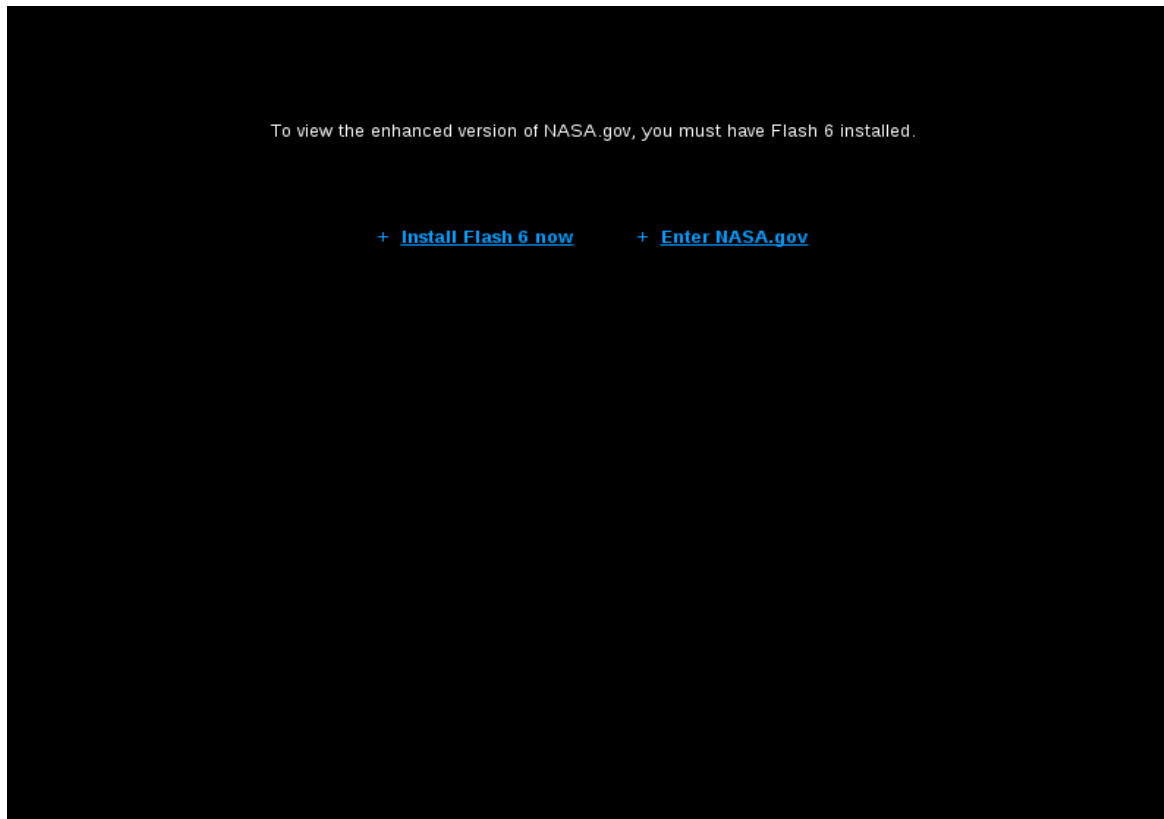 To view the enhanced version of NASA.gov, you must have Flash 6 installed.
+ Install Flash 6 now + Enter NASA.gov